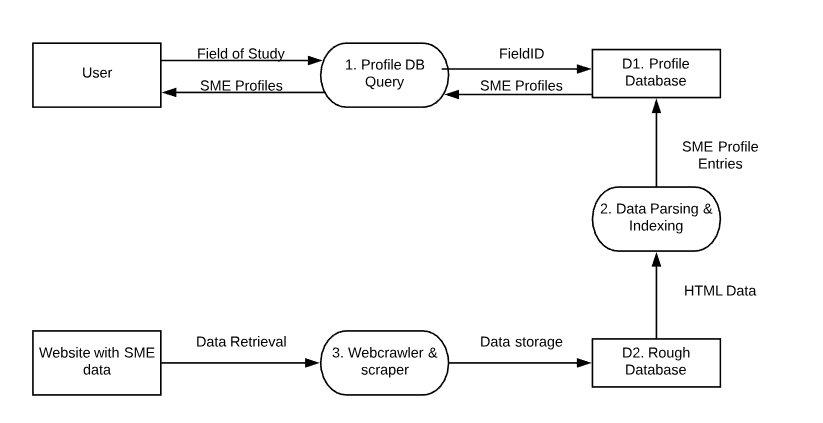 User
Field of Study
SME Profiles
1. Profile DB
Query
FieldID
SME Profiles
D1. Profile
Database
SME Profile
Entries
2. Data Parsing &
Indexing
HTML Data
Website with SME
data
Data Retrieval
3. Webcrawler &
scraper
Data storage
D2. Rough
Database